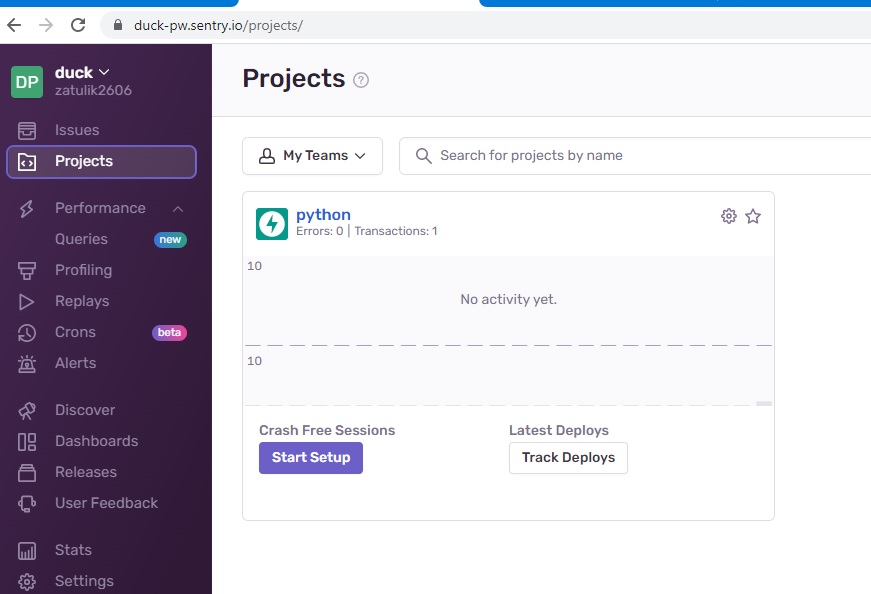 duck-pw.sentry.io/projects/
DP
duck
zatulik2606
Issues
Projects
Performance
Queries new
Profiling
Replays
Crons beta
Alerts
Discover
Dashboards
Releases
User Feedback
Stats
Settings
Projects ?
My Teams
Search for projects by name
python
Errors: 0 | Transactions: 1
10
No activity yet.
10
Crash Free Sessions
Start Setup
Latest Deploys
Track Deploys